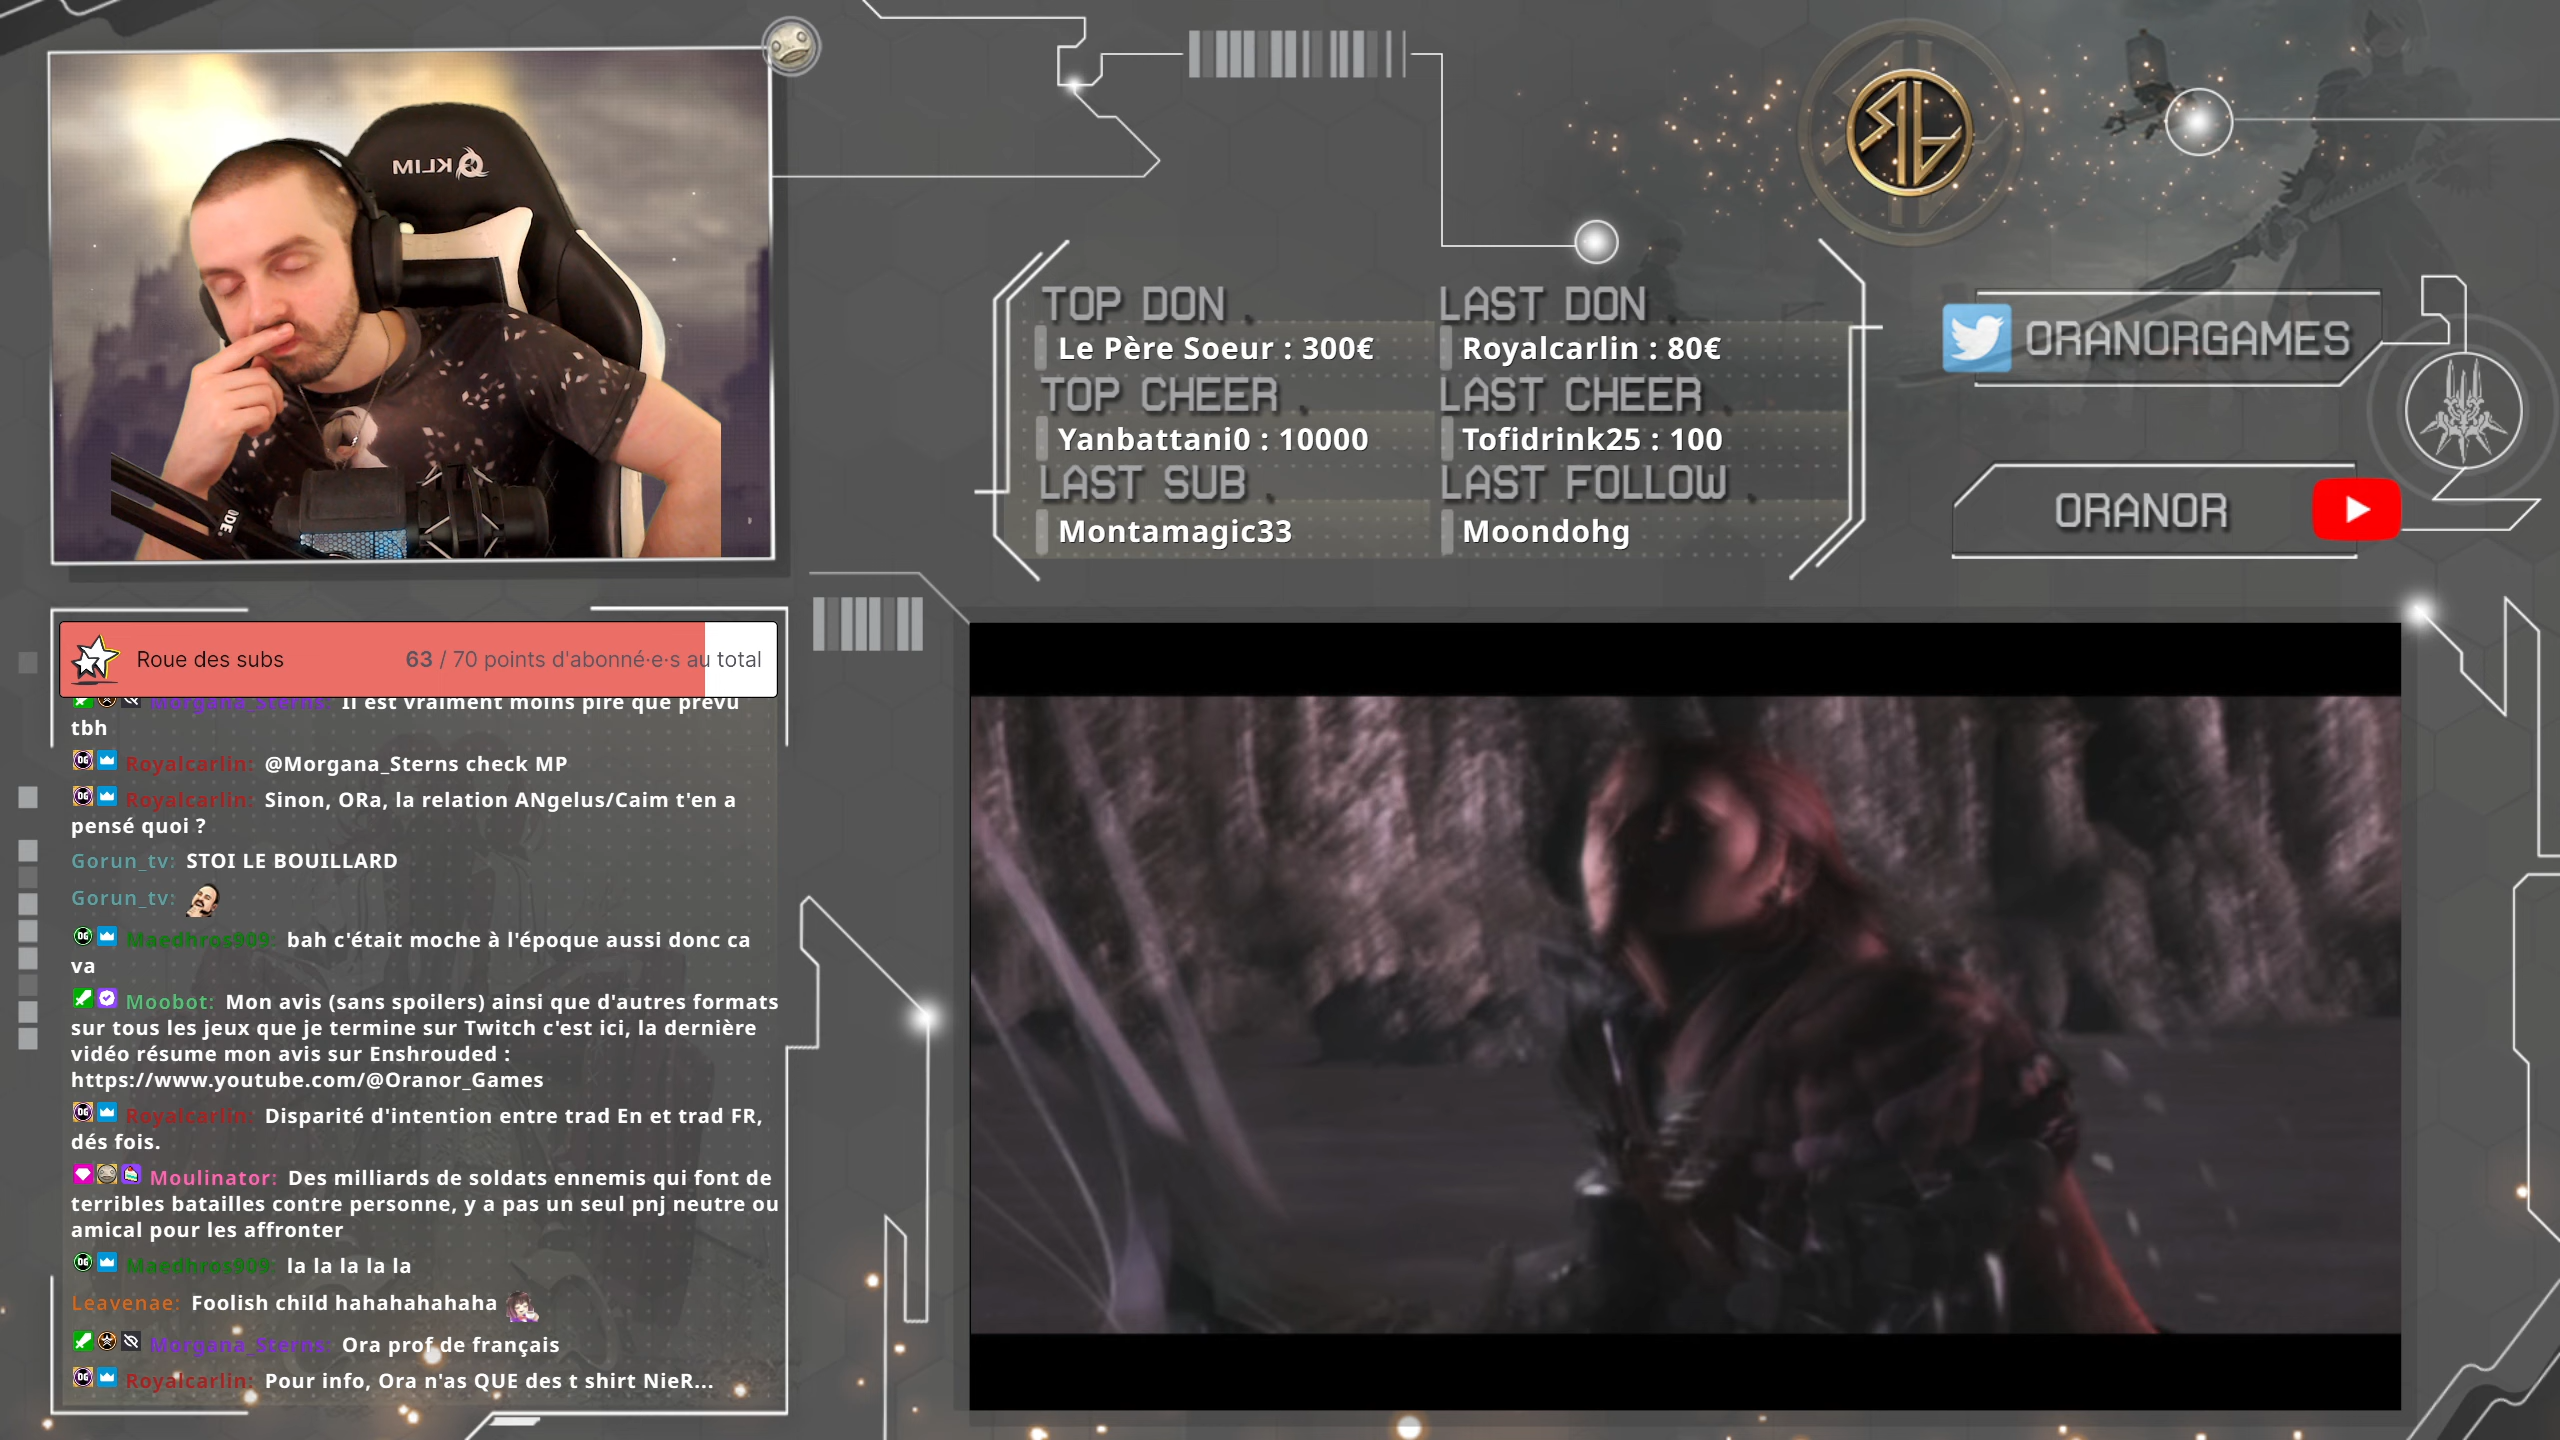 KLIM
TOP DON
Le Père Soeur : 300€
TOP CHEER
Yanbattani0 : 10000
LAST SUB
Montamagic33
LAST DON
Royalcarlin : 80€
LAST CHEER
Tofidrink25 : 100
LAST FOLLOW
Moondohg
ORANORGAMES
ORANOR
Roue des subs
63 / 70 points d'abonné·e·s au total
Morgana_Sterns: Il est vraiment moins pire que prévu
tbh
Royalcarlin: @Morgana_Sterns check MP
Royalcarlin: Sinon, ORa, la relation ANgelus/Caim t'en a
pensé quoi ?
Gorun_tv: STOI LE BOUILLARD
Gorun_tv:
Maedhros909: bah c'était moche à l'époque aussi donc ca
va
Moobot: Mon avis (sans spoilers) ainsi que d'autres formats
sur tous les jeux que je termine sur Twitch c'est ici, la dernière
vidéo résume mon avis sur Enshrouded :
https://www.youtube.com/@Oranor_Games
Royalcarlin: Disparité d'intention entre trad En et trad FR,
dés fois.
Moulinator: Des milliards de soldats ennemis qui font de
terribles batailles contre personne, y a pas un seul pnj neutre ou
amical pour les affronter
Maedhros909: la la la la la
Leavenae: Foolish child hahahahahaha
Morgana_Sterns: Ora prof de français
Royalcarlin: Pour info, Ora n'as QUE des t shirt NieR...